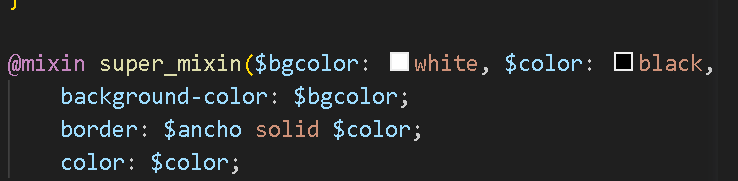 }
@mixin super_mixin($bgcolor: white, $color: black,
background-color: $bgcolor;
border: $ancho solid $color;
color: $color;